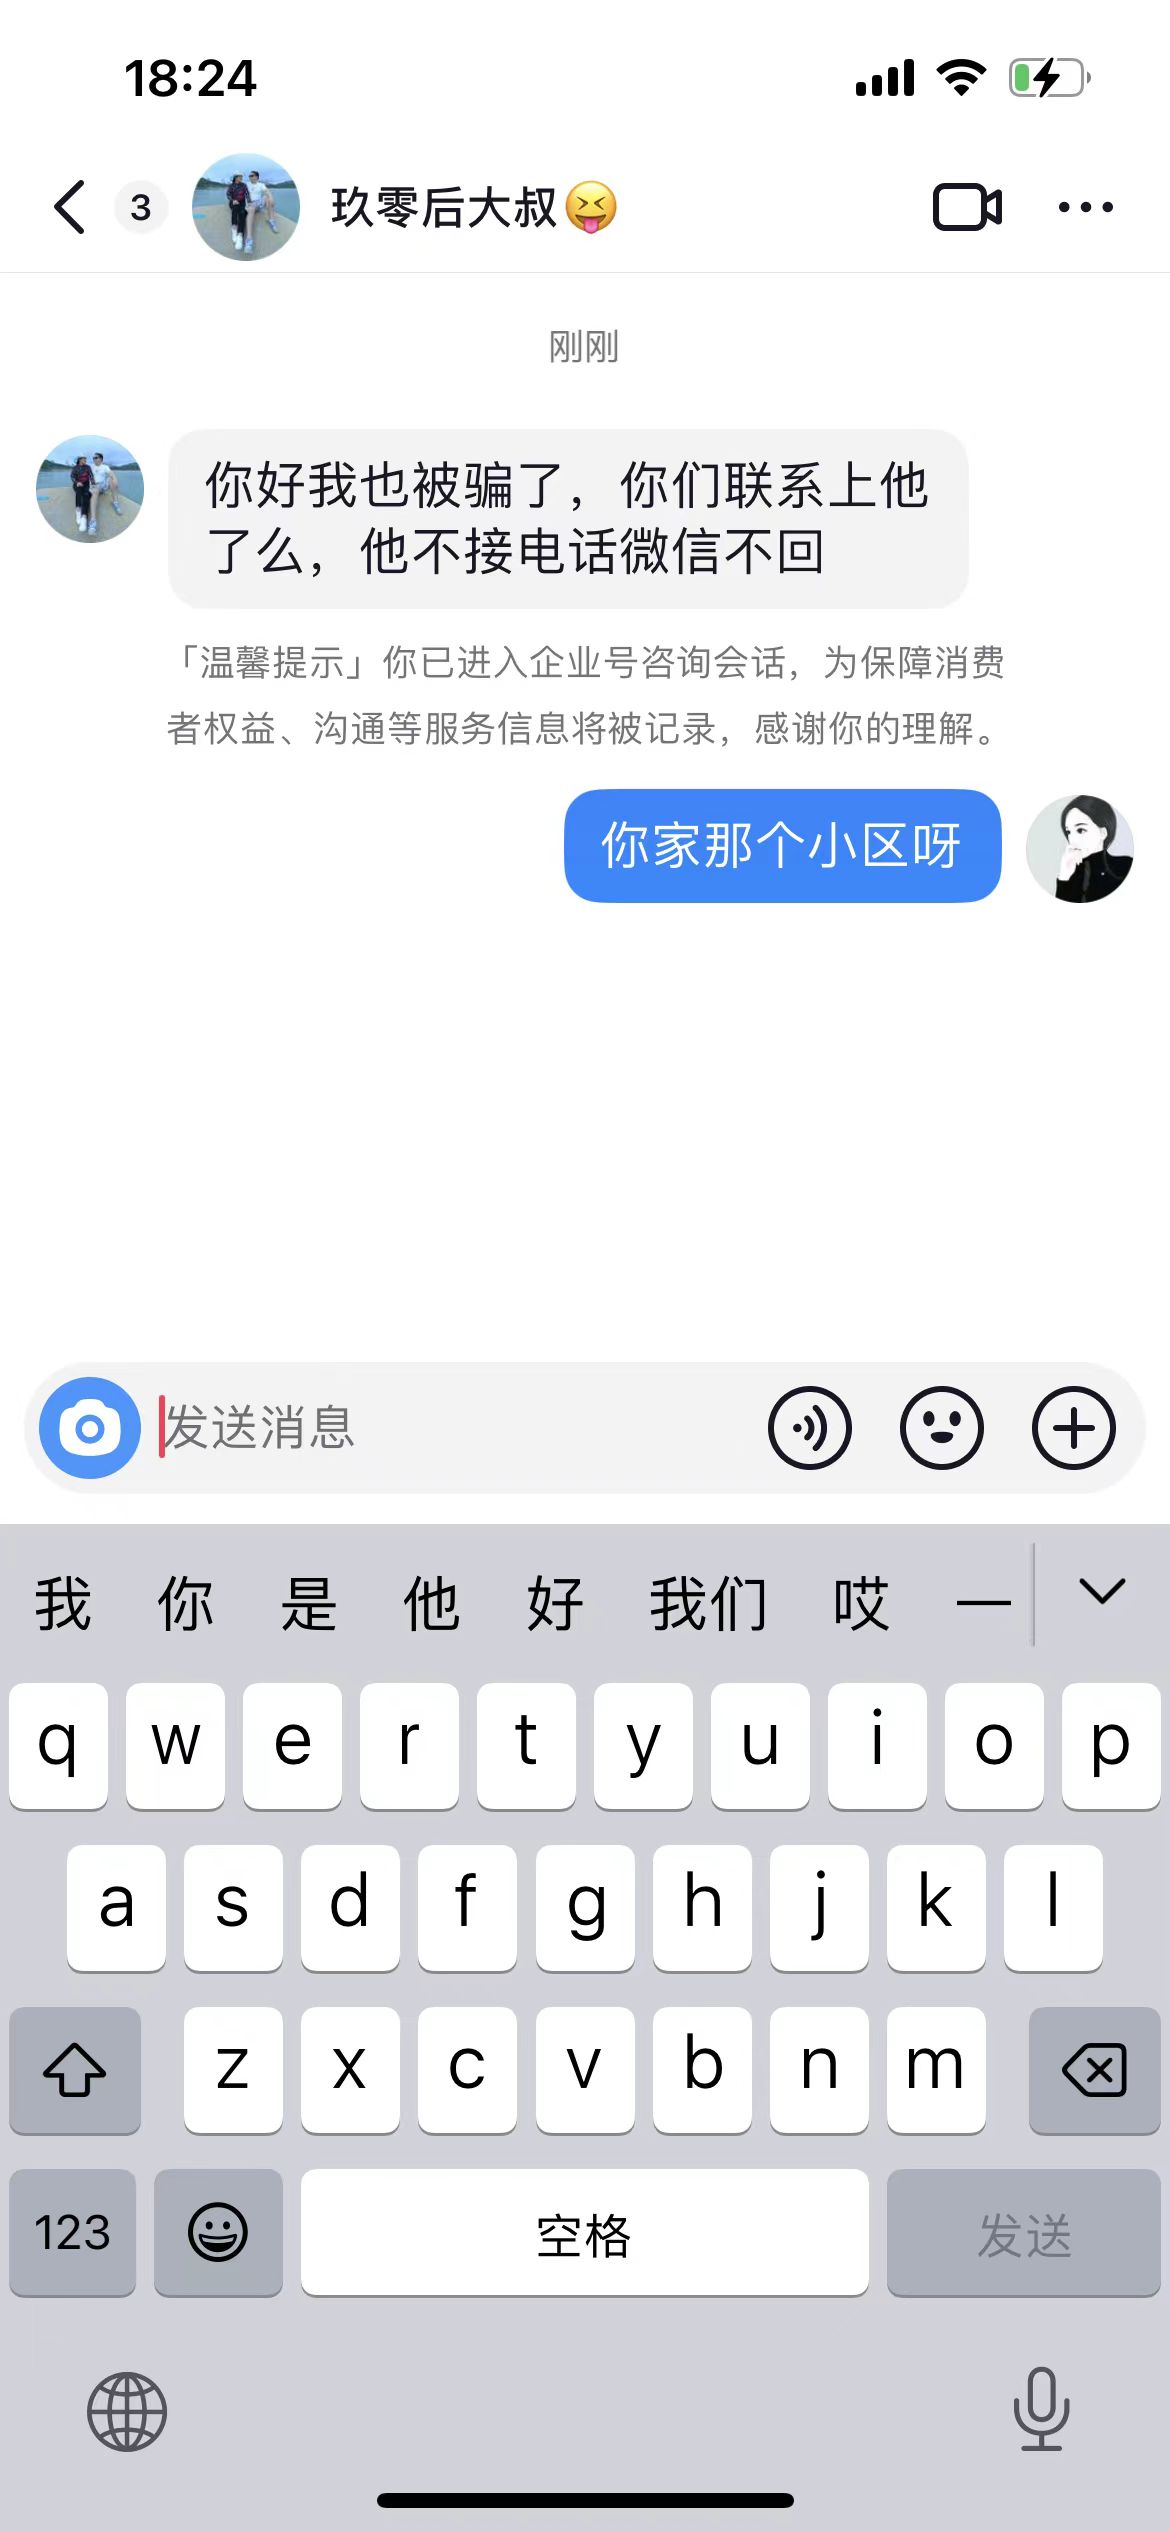 18:24
3
玖零后大叔😝
刚刚
你好我也被骗了，你们联系上他
了么，他不接电话微信不回
「温馨提示」你已进入企业号咨询会话，为保障消费
者权益、沟通等服务信息将被记录，感谢你的理解。
你家那个小区呀
发送消息
我 你 是 他 好 我们 哎 一
q w e r t y u i o p
a s d f g h j k l
z x c v b n m
123 空格 发送